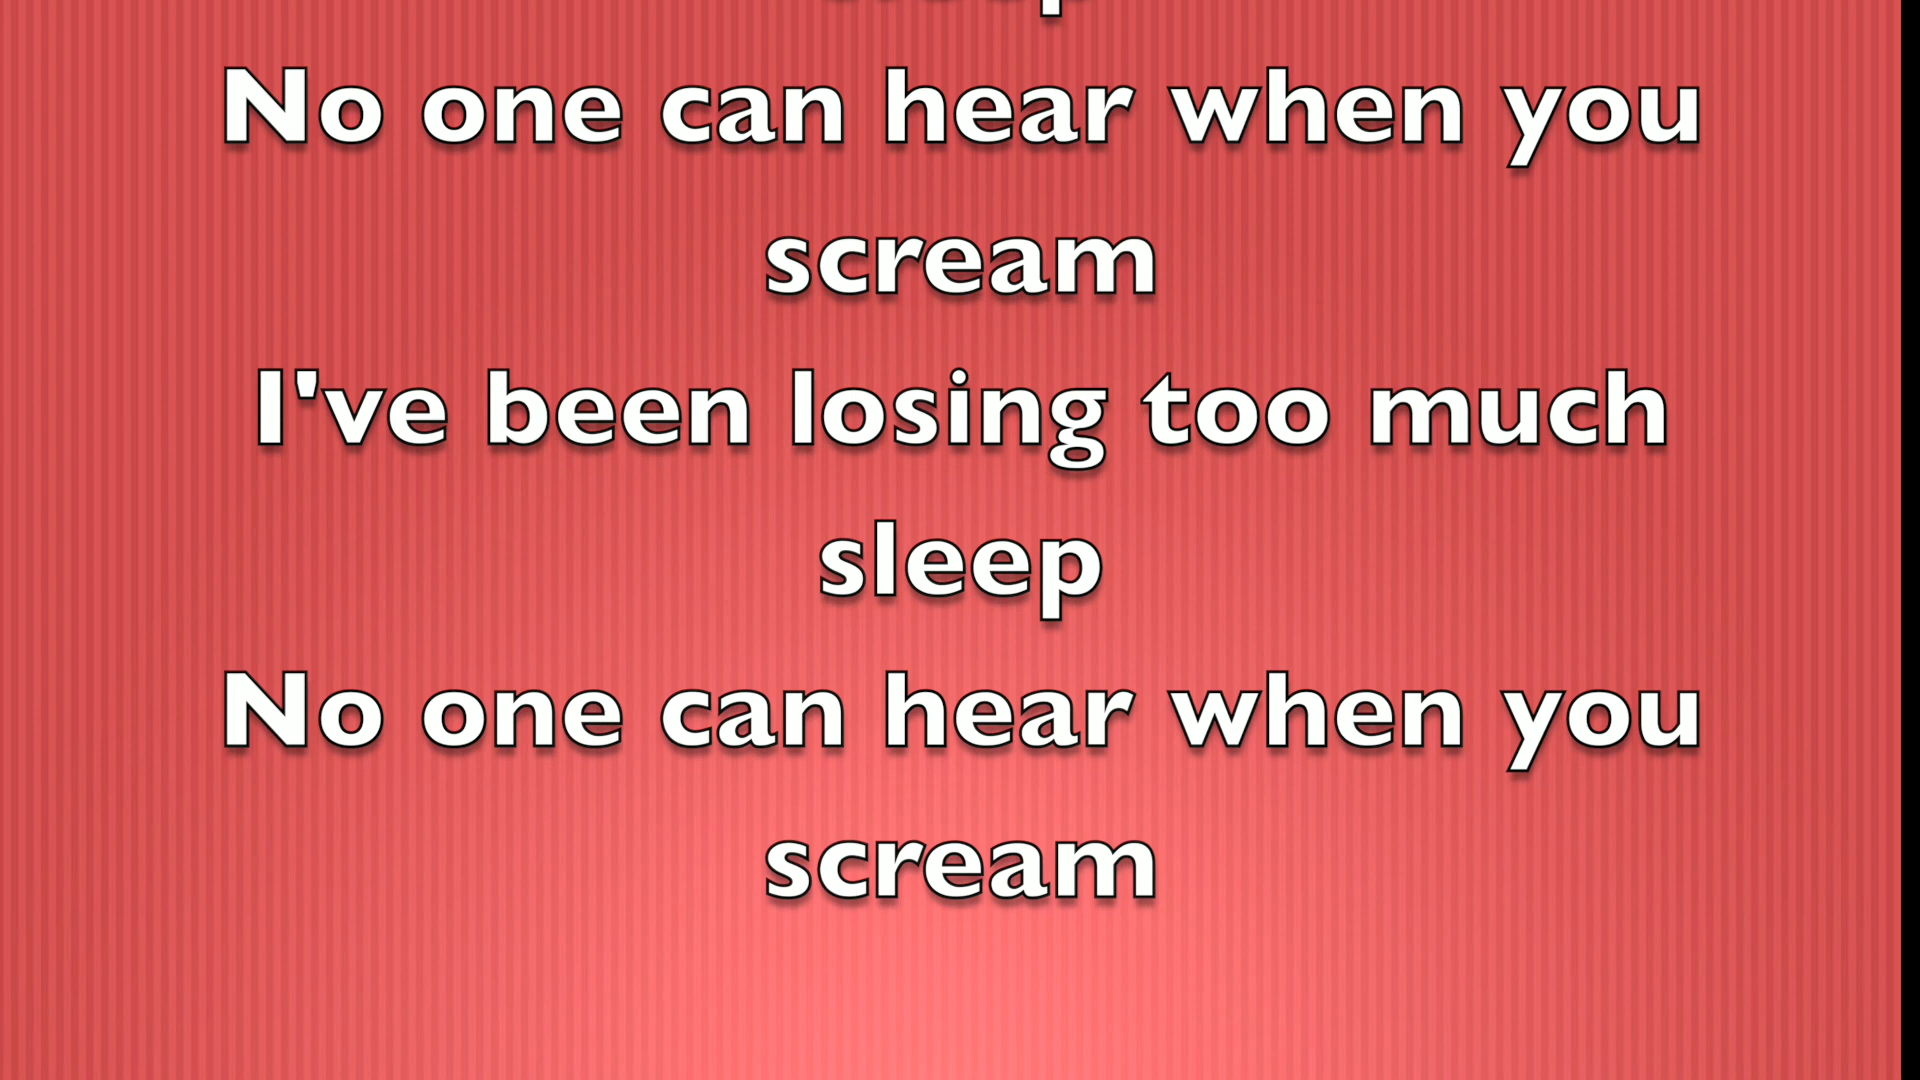 No one can hear when you
scream
I've been losing too much
sleep
No one can hear when you
scream